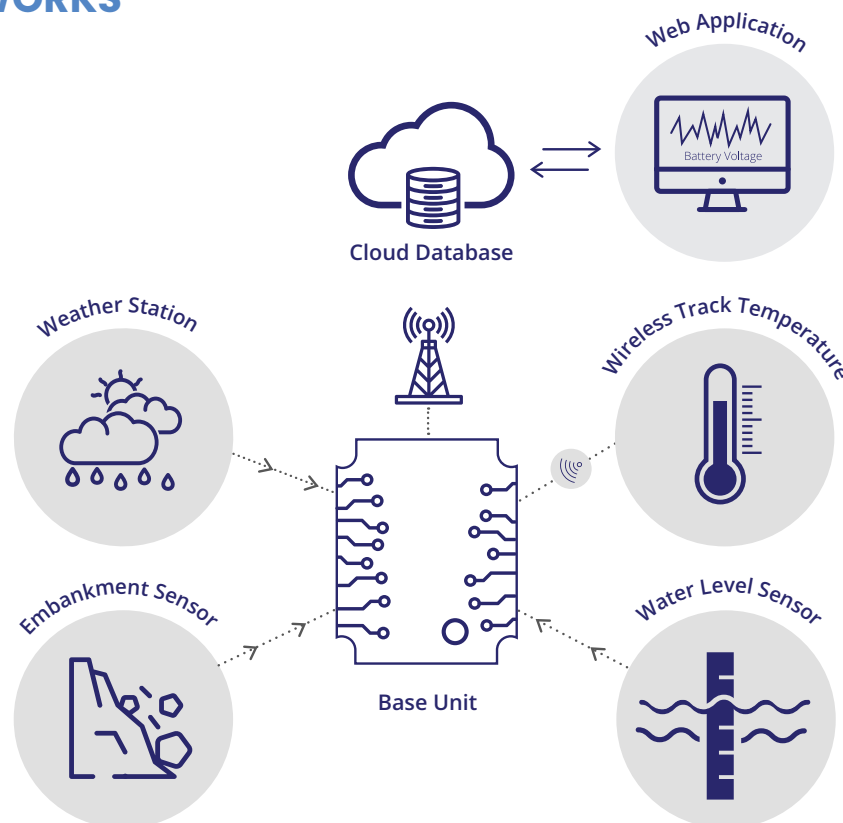 WORKS
Web Application
Battery Voltage
Cloud Database
Weather Station
Wireless Track Temperature
Embankment Sensor
Water Level Sensor
Base Unit